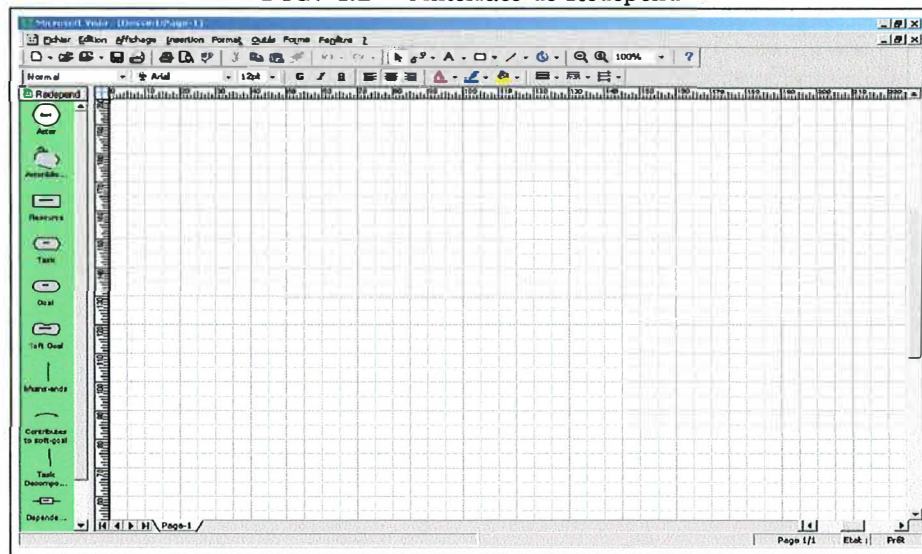 Microsoft Visio - [Dessin1:Page-1]
Fichier Edition Affichage Insertion Format Outils Forme Fenêtre ?
100%
Normal Arial 12pt G I S
Redepend
Actor
Resource
Task
Goal
Soft Goal
Means-ends
Contributes
to soft-goal
Task
Decompo...
Depende...
Page-1
Page 1/1 Etat : Prêt